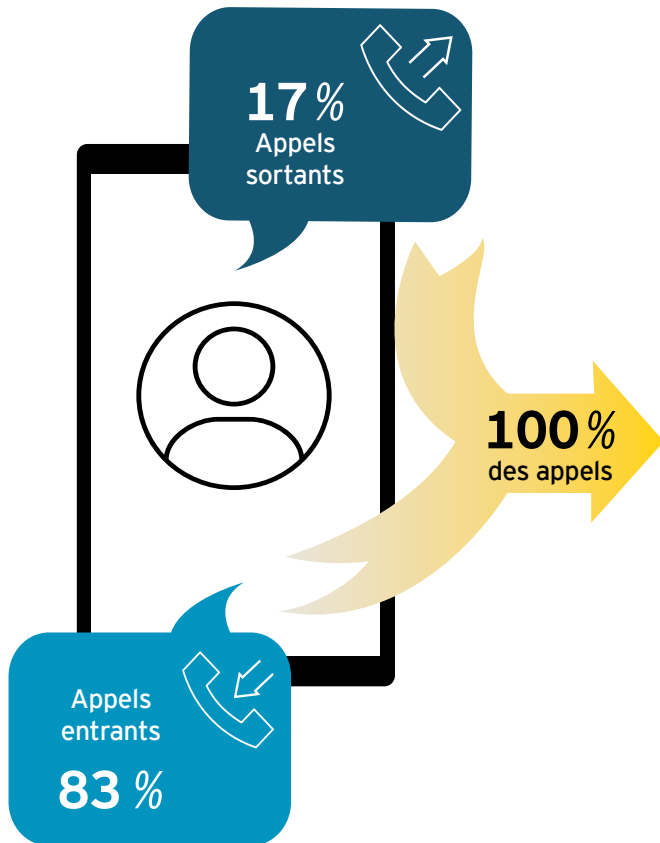 17 %
Appels
sortants
100 %
des appels
Appels
entrants
83 %